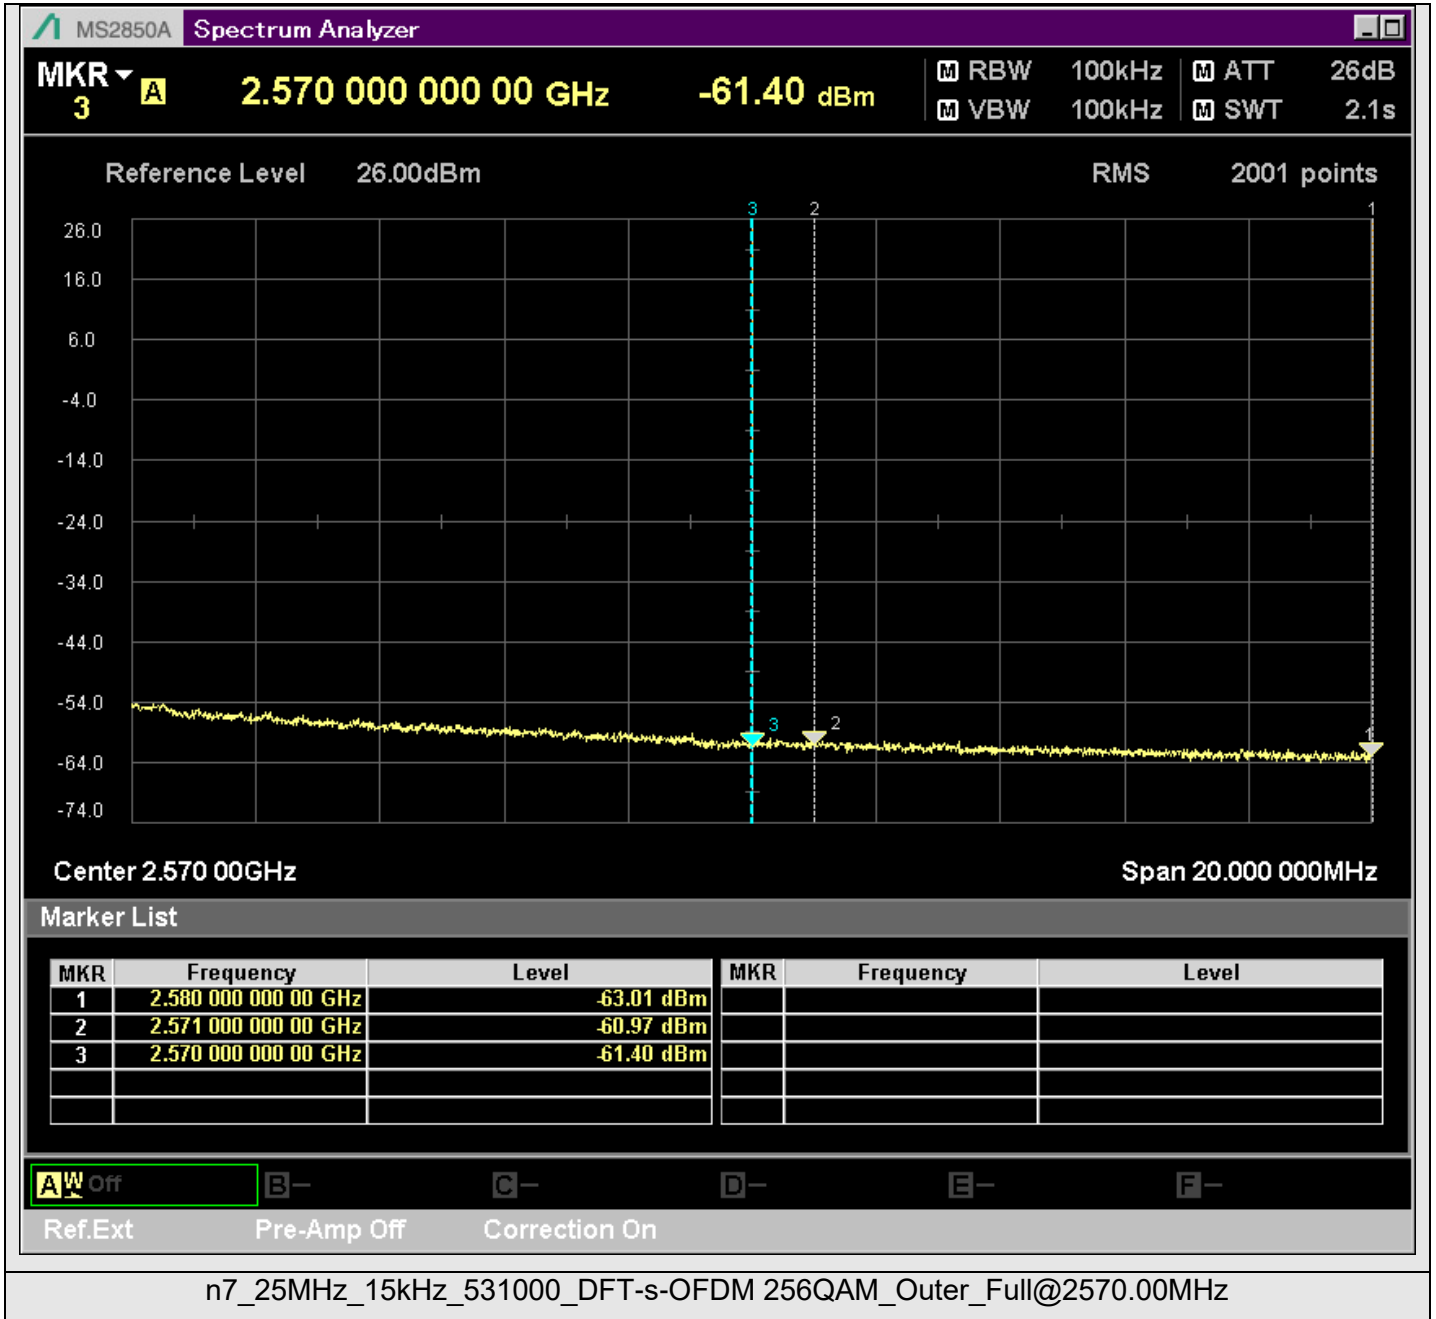 MS2850A Spectrum Analyzer
MKR A 2.570 000 000 00 GHz -61.40 dBm M RBW 100kHz M ATT 26dB
3 M VBW 100kHz M SWT 2.1s
Reference Level 26.00dBm RMS 2001 points
3 2 1
26.0
16.0
6.0
-4.0
-14.0
-24.0
-34.0
-44.0
-54.0
3 2 1
-64.0
-74.0
Center 2.570 00GHz Span 20.000 000MHz
Marker List
MKR Frequency Level MKR Frequency Level
1 2.580 000 000 00 GHz -63.01 dBm
2 2.571 000 000 00 GHz -60.97 dBm
3 2.570 000 000 00 GHz -61.40 dBm
A W Off B — C — D — E — F —
Ref.Ext Pre-Amp Off Correction On
n7_25MHz_15kHz_531000_DFT-s-OFDM 256QAM_Outer_Full@2570.00MHz